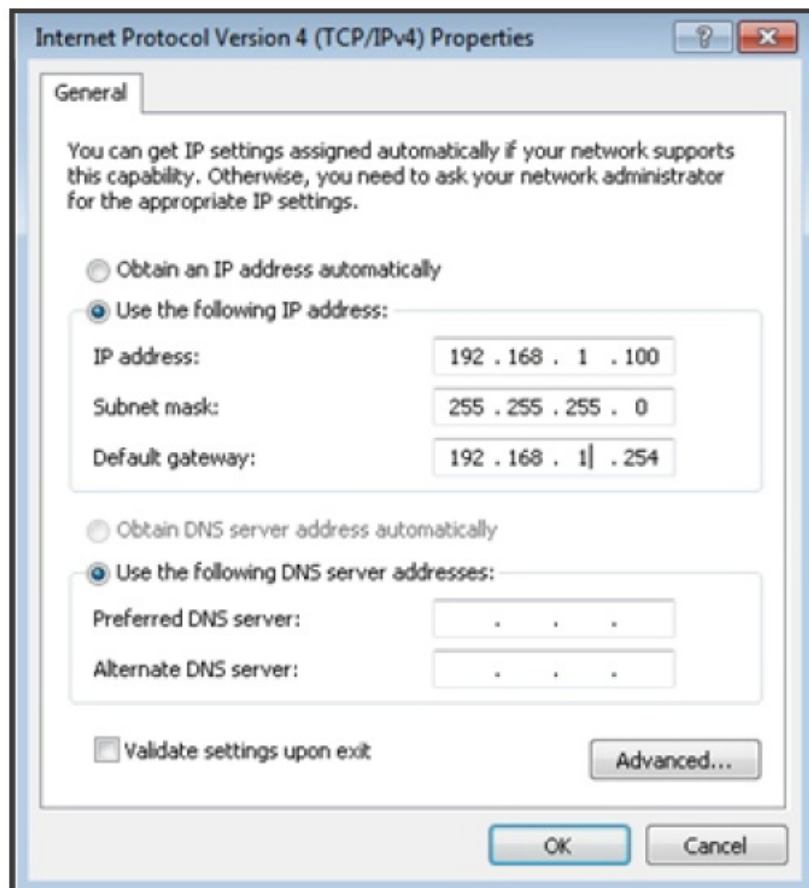 Internet Protocol Version 4 (TCP/IPv4) Properties
General
You can get IP settings assigned automatically if your network supports
this capability. Otherwise, you need to ask your network administrator
for the appropriate IP settings.
Obtain an IP address automatically
Use the following IP address:
IP address: 192 . 168 . 1 . 100
Subnet mask: 255 . 255 . 255 . 0
Default gateway: 192 . 168 . 1 . 254
Obtain DNS server address automatically
Use the following DNS server addresses:
Preferred DNS server: . . .
Alternate DNS server: . . .
Validate settings upon exit
Advanced...
OK Cancel